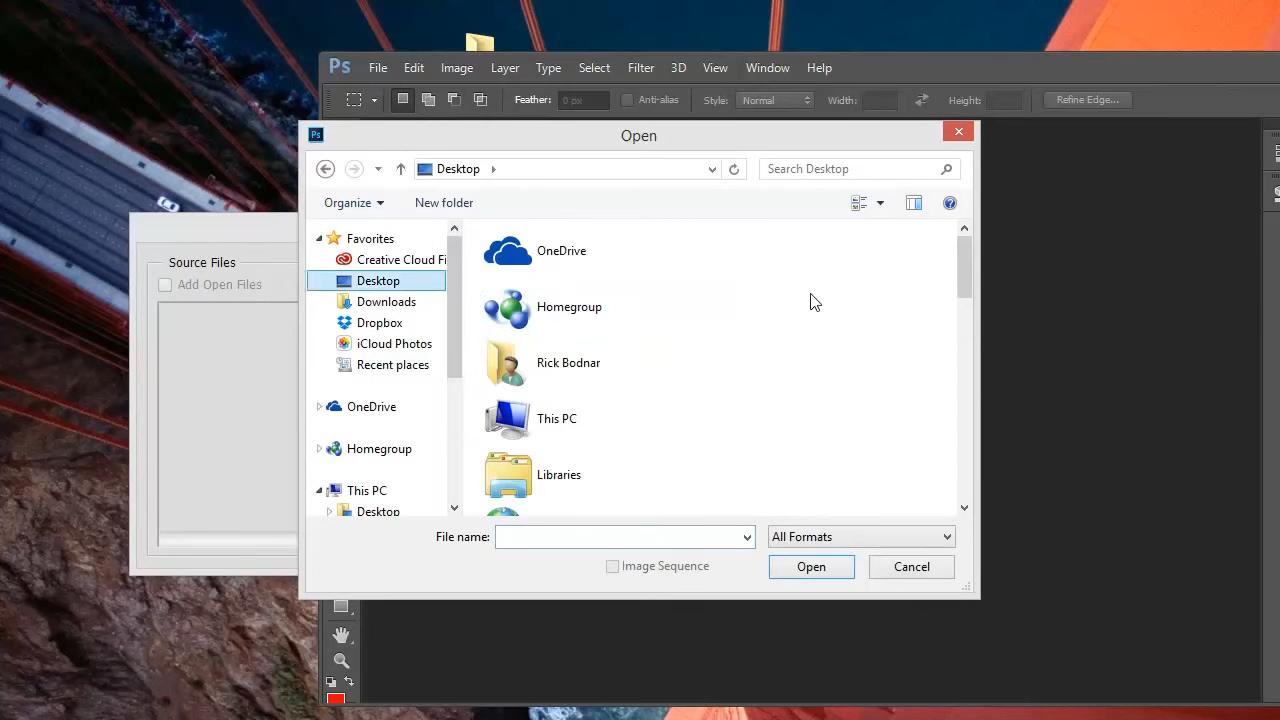 Ps File Edit Image Layer Type Select Filter 3D View Window Help
Feather: 0 px Anti-alias Style: Normal Width: Height: Refine Edge...
Ps Open
Desktop Search Desktop
Organize New folder
Source Files
Add Open Files
Favorites
Creative Cloud Fi
Desktop
Downloads
Dropbox
iCloud Photos
Recent places
OneDrive
Homegroup
This PC
Desktop
OneDrive
Homegroup
Rick Bodnar
This PC
Libraries
File name: All Formats
Image Sequence Open Cancel